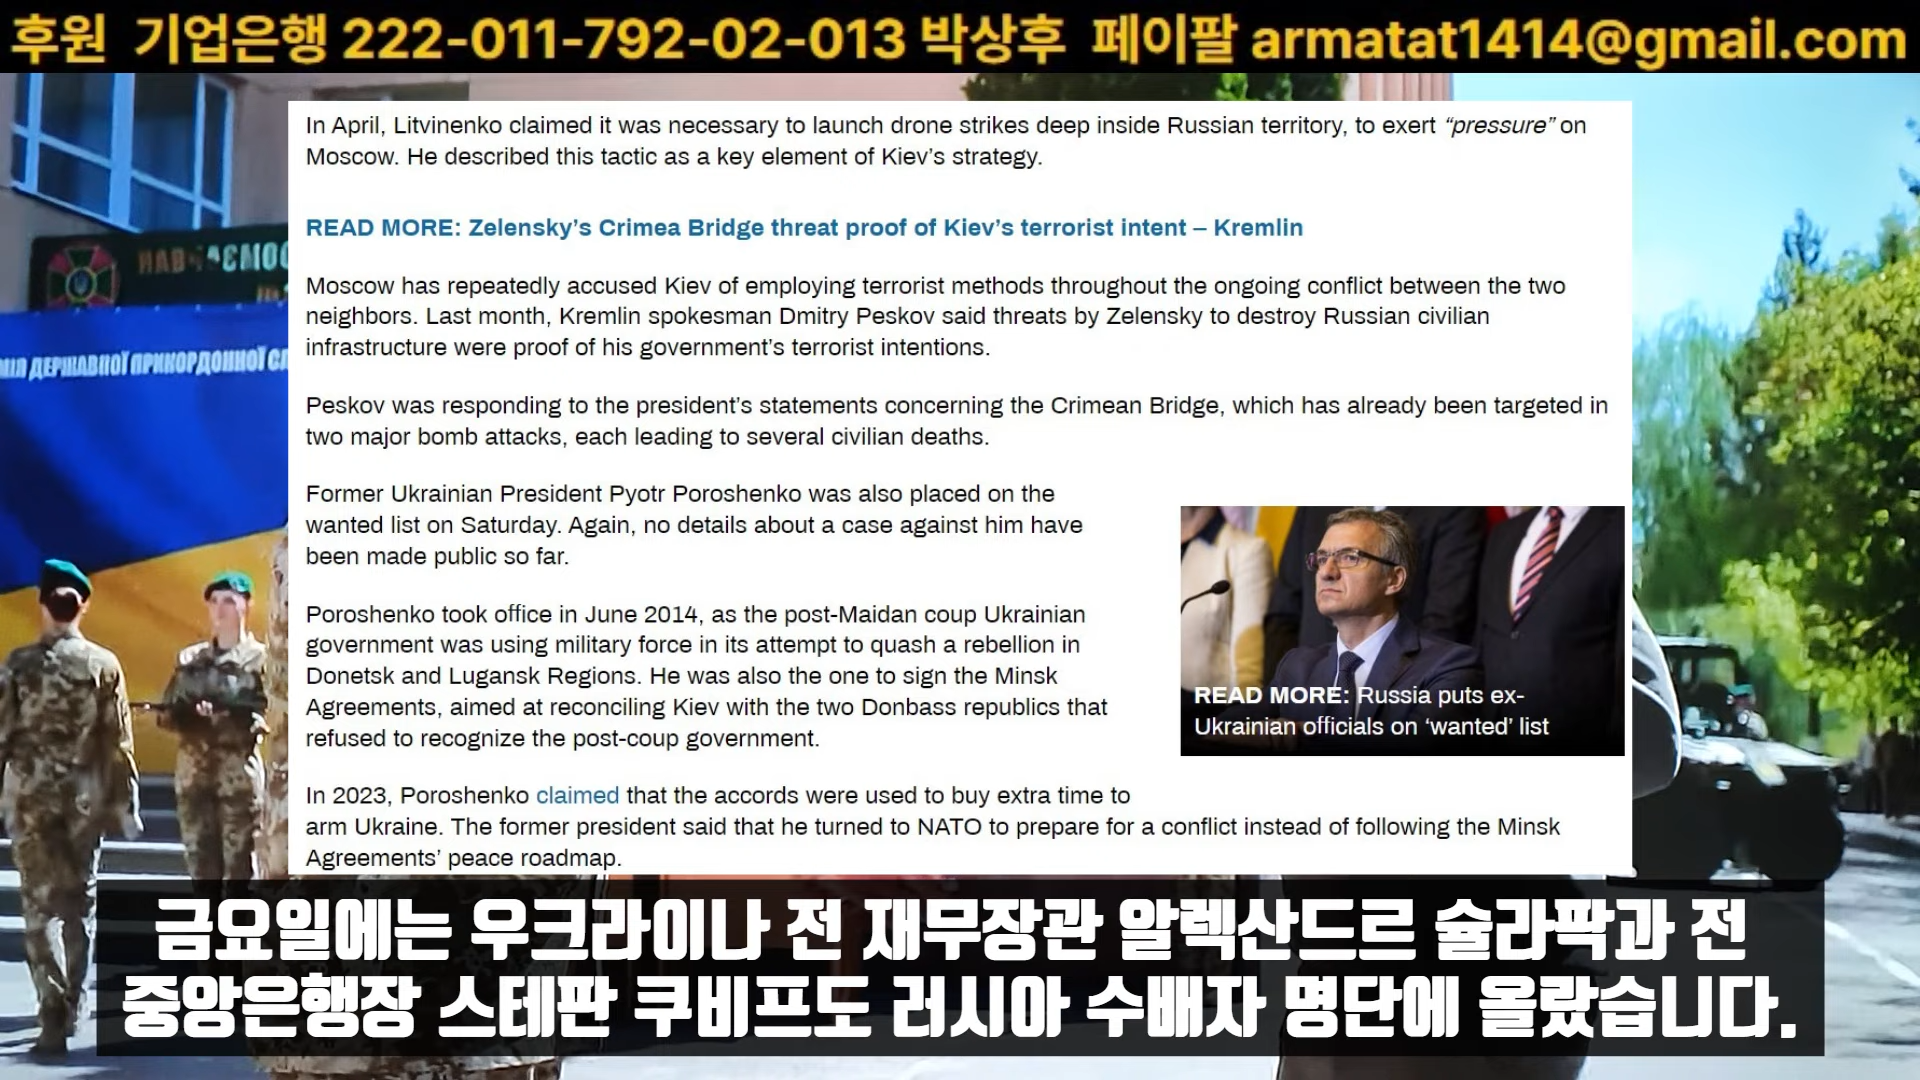 후원 기업은행 222-011-792-02-013 박상후 페이팔 armatat1414@gmail.com
In April, Litvinenko claimed it was necessary to launch drone strikes deep inside Russian territory, to exert “pressure” on
Moscow. He described this tactic as a key element of Kiev’s strategy.
READ MORE: Zelensky’s Crimea Bridge threat proof of Kiev’s terrorist intent – Kremlin
Moscow has repeatedly accused Kiev of employing terrorist methods throughout the ongoing conflict between the two
neighbors. Last month, Kremlin spokesman Dmitry Peskov said threats by Zelensky to destroy Russian civilian
infrastructure were proof of his government’s terrorist intentions.
Peskov was responding to the president’s statements concerning the Crimean Bridge, which has already been targeted in
two major bomb attacks, each leading to several civilian deaths.
Former Ukrainian President Pyotr Poroshenko was also placed on the
wanted list on Saturday. Again, no details about a case against him have
been made public so far.
Poroshenko took office in June 2014, as the post-Maidan coup Ukrainian
government was using military force in its attempt to quash a rebellion in
Donetsk and Lugansk Regions. He was also the one to sign the Minsk
Agreements, aimed at reconciling Kiev with the two Donbass republics that
refused to recognize the post-coup government.
READ MORE: Russia puts ex-
Ukrainian officials on ‘wanted’ list
In 2023, Poroshenko claimed that the accords were used to buy extra time to
arm Ukraine. The former president said that he turned to NATO to prepare for a conflict instead of following the Minsk
Agreements’ peace roadmap.
ДЕРЖАВНОЇ ПРИКОРДОННОЇ
금요일에는 우크라이나 전 재무장관 알렉산드르 슐라팍과 전
중앙은행장 스테판 쿠비프도 러시아 수배자 명단에 올랐습니다.